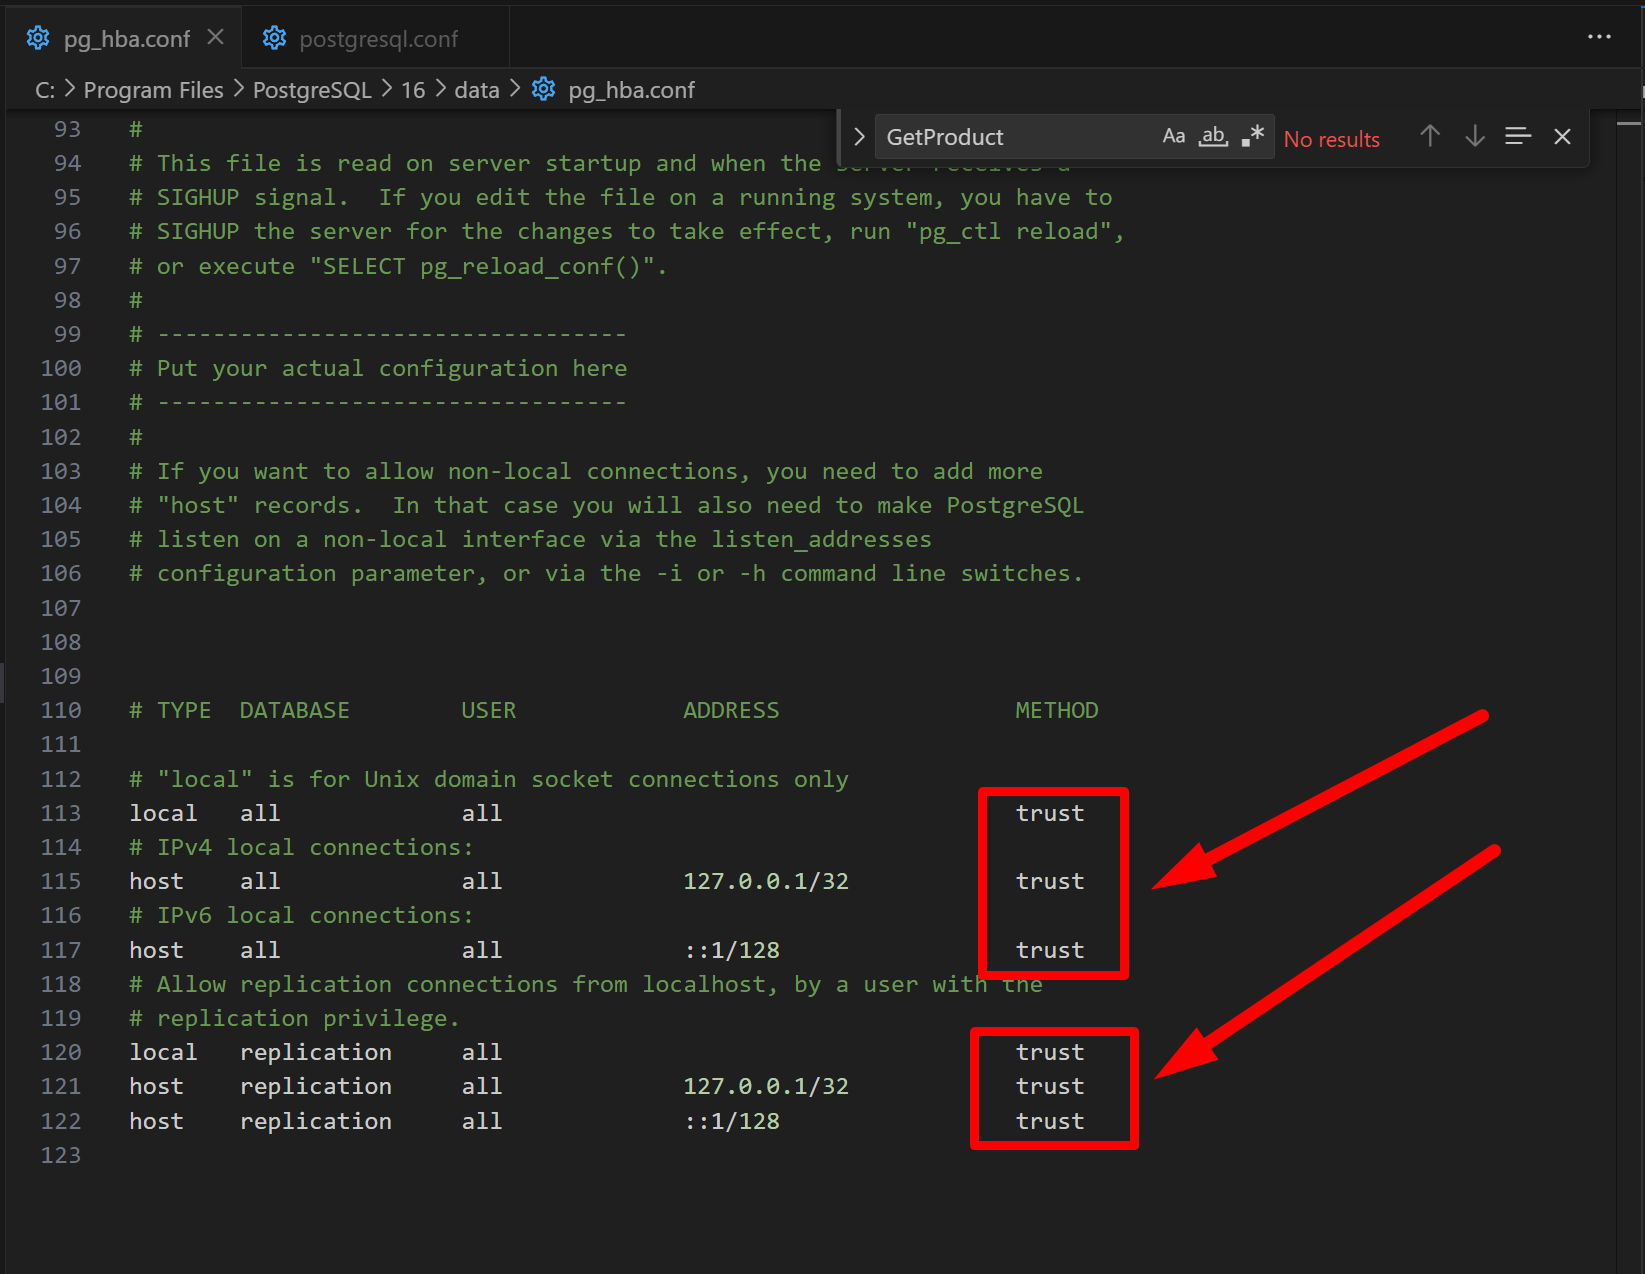 pg_hba.conf
postgresql.conf
C: > Program Files > PostgreSQL > 16 > data > pg_hba.conf
GetProduct Aa ab .* No results
93 #
94 # This file is read on server startup and when the server receives a
95 # SIGHUP signal.  If you edit the file on a running system, you have to
96 # SIGHUP the server for the changes to take effect, run "pg_ctl reload",
97 # or execute "SELECT pg_reload_conf()".
98 #
99 # ----------------------------------
100 # Put your actual configuration here
101 # ----------------------------------
102 #
103 # If you want to allow non-local connections, you need to add more
104 # "host" records.  In that case you will also need to make PostgreSQL
105 # listen on a non-local interface via the listen_addresses
106 # configuration parameter, or via the -i or -h command line switches.
107
108
109
110 # TYPE  DATABASE        USER            ADDRESS                 METHOD
111
112 # "local" is for Unix domain socket connections only
113 local   all             all                                     trust
114 # IPv4 local connections:
115 host    all             all             127.0.0.1/32            trust
116 # IPv6 local connections:
117 host    all             all             ::1/128                 trust
118 # Allow replication connections from localhost, by a user with the
119 # replication privilege.
120 local   replication     all                                     trust
121 host    replication     all             127.0.0.1/32            trust
122 host    replication     all             ::1/128                 trust
123